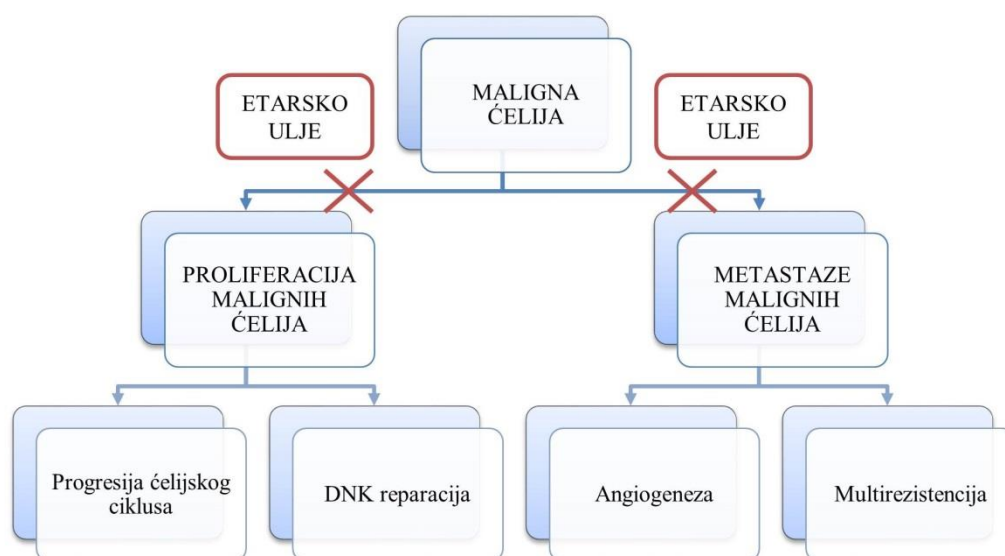 ETARSKO
ULJE
MALIGNA
ĆELIJA
ETARSKO
ULJE
PROLIFERACIJA
MALIGNIH
ĆELIJA
METASTAZE
MALIGNIH
ĆELIJA
Progresija ćelijskog
ciklusa
DNK reparacija
Angiogeneza
Multirezistencija